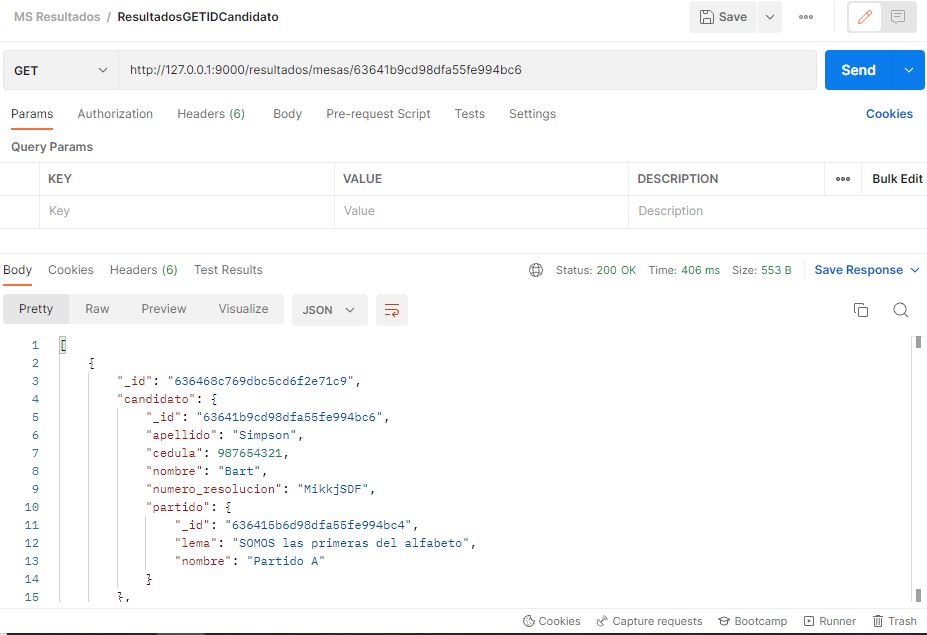 MS Resultados / ResultadosGETIDCandidato
Save
GET http://127.0.0.1:9000/resultados/mesas/63641b9cd98dfa55fe994bc6 Send
Params Authorization Headers (6) Body Pre-request Script Tests Settings Cookies
Query Params
KEY VALUE DESCRIPTION Bulk Edit
Key Value Description
Body Cookies Headers (6) Test Results Status: 200 OK Time: 406 ms Size: 553 B Save Response
Pretty Raw Preview Visualize JSON
1 [
2 {
3 "_id": "636468c769dbc5cd6f2e71c9",
4 "candidato": {
5 "_id": "63641b9cd98dfa55fe994bc6",
6 "apellido": "Simpson",
7 "cedula": 987654321,
8 "nombre": "Bart",
9 "numero_resolucion": "MikkjSDF",
10 "partido": {
11 "_id": "636415b6d98dfa55fe994bc4",
12 "lema": "SOMOS las primeras del alfabeto",
13 "nombre": "Partido A"
14 }
15 },
Cookies Capture requests Bootcamp Runner Trash